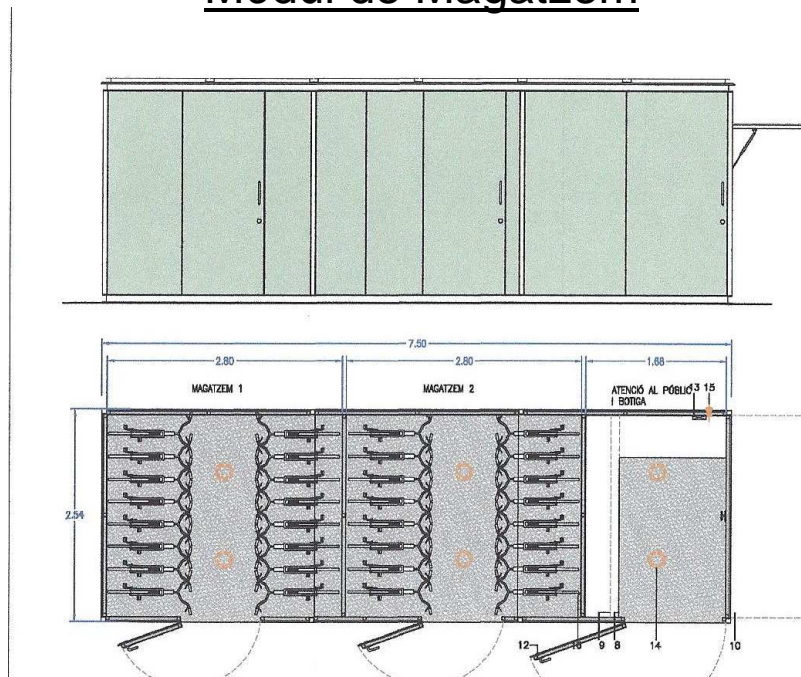 Mòdul de Magatzem
7.50
2.80 2.80 1.68
MAGATZEM 1 MAGATZEM 2 ATENCIÓ AL PÚBLIC 13 15
I BOTIGA
2.54
12 9 8 14 10